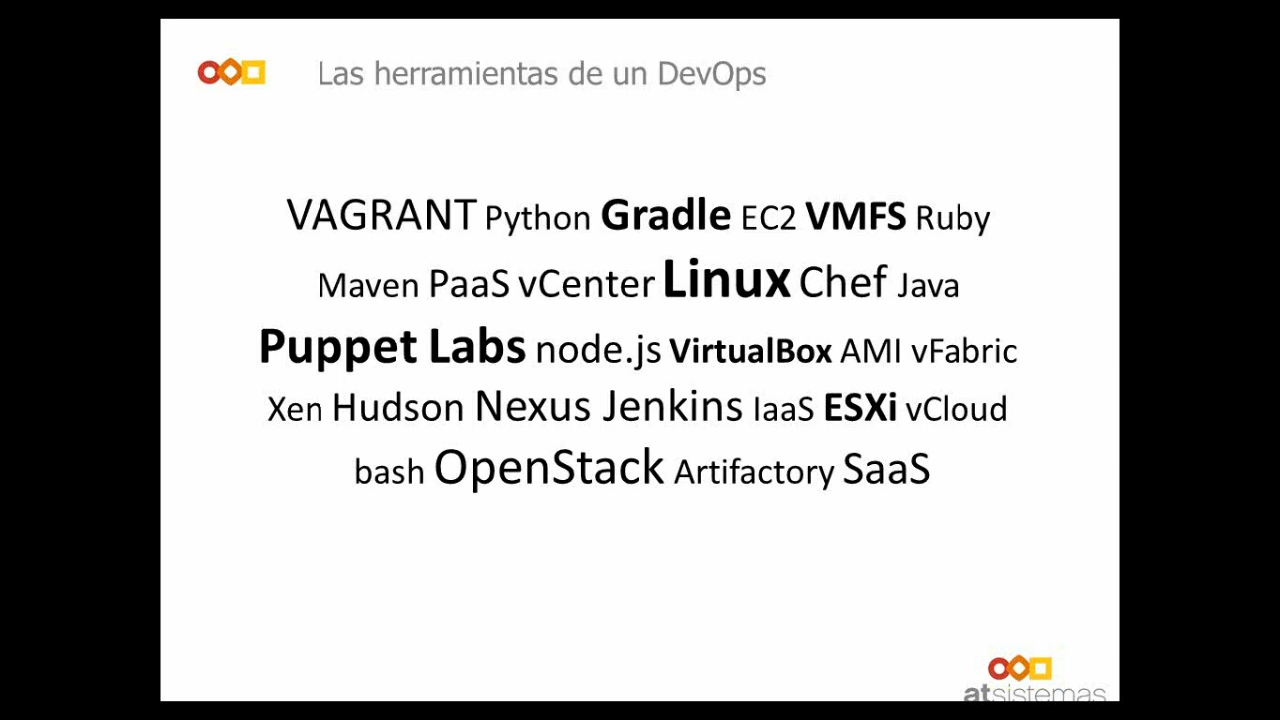 Las herramientas de un DevOps
VAGRANT Python Gradle EC2 VMFS Ruby
Maven PaaS vCenter Linux Chef Java
Puppet Labs node.js VirtualBox AMI vFabric
Xen Hudson Nexus Jenkins IaaS ESXi vCloud
bash OpenStack Artifactory SaaS
atsistemas